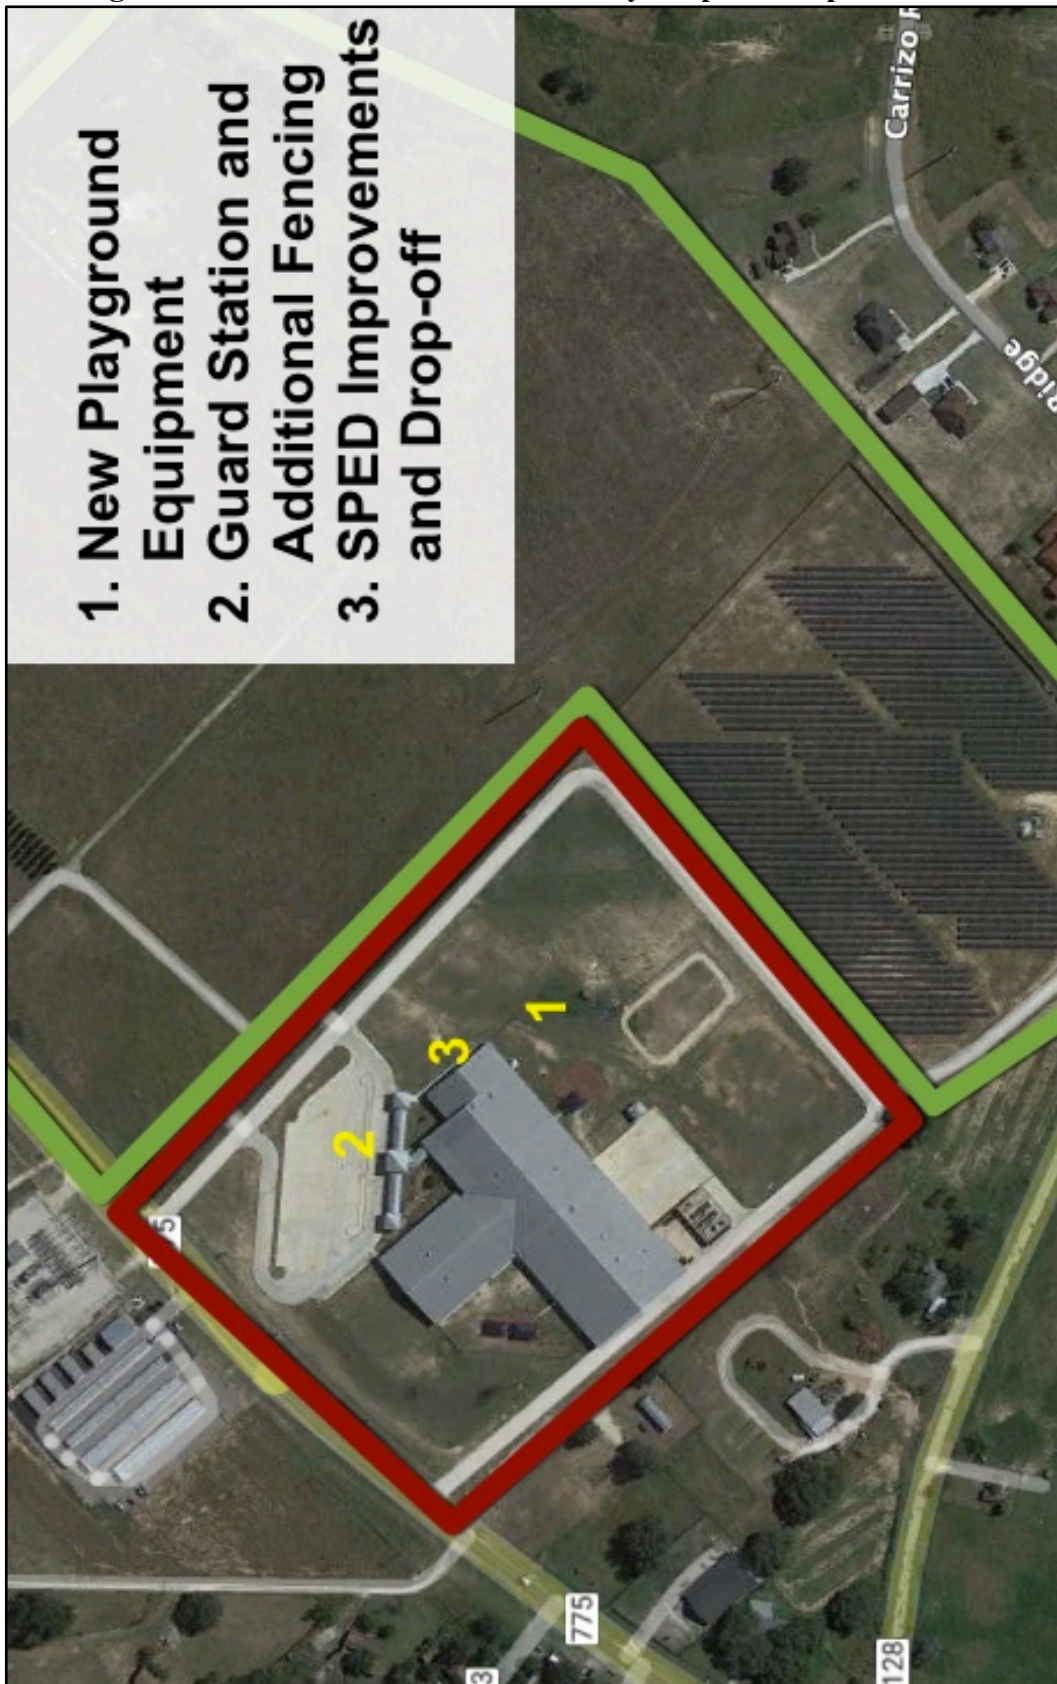 1. New Playground
Equipment
2. Guard Station and
Additional Fencing
3. SPED Improvements
and Drop-off
Carrizo
Ridge
1
2
3
775
128
3